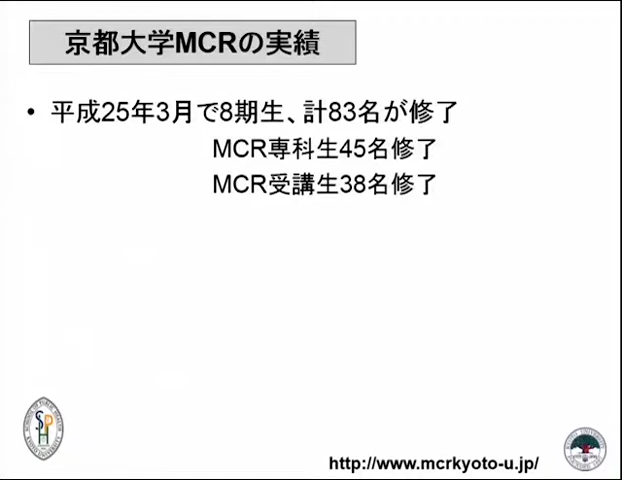 京都大学MCRの実績
• 平成25年3月で8期生、計83名が修了
MCR専科生45名修了
MCR受講生38名修了
http://www.mcrkyoto-u.jp/